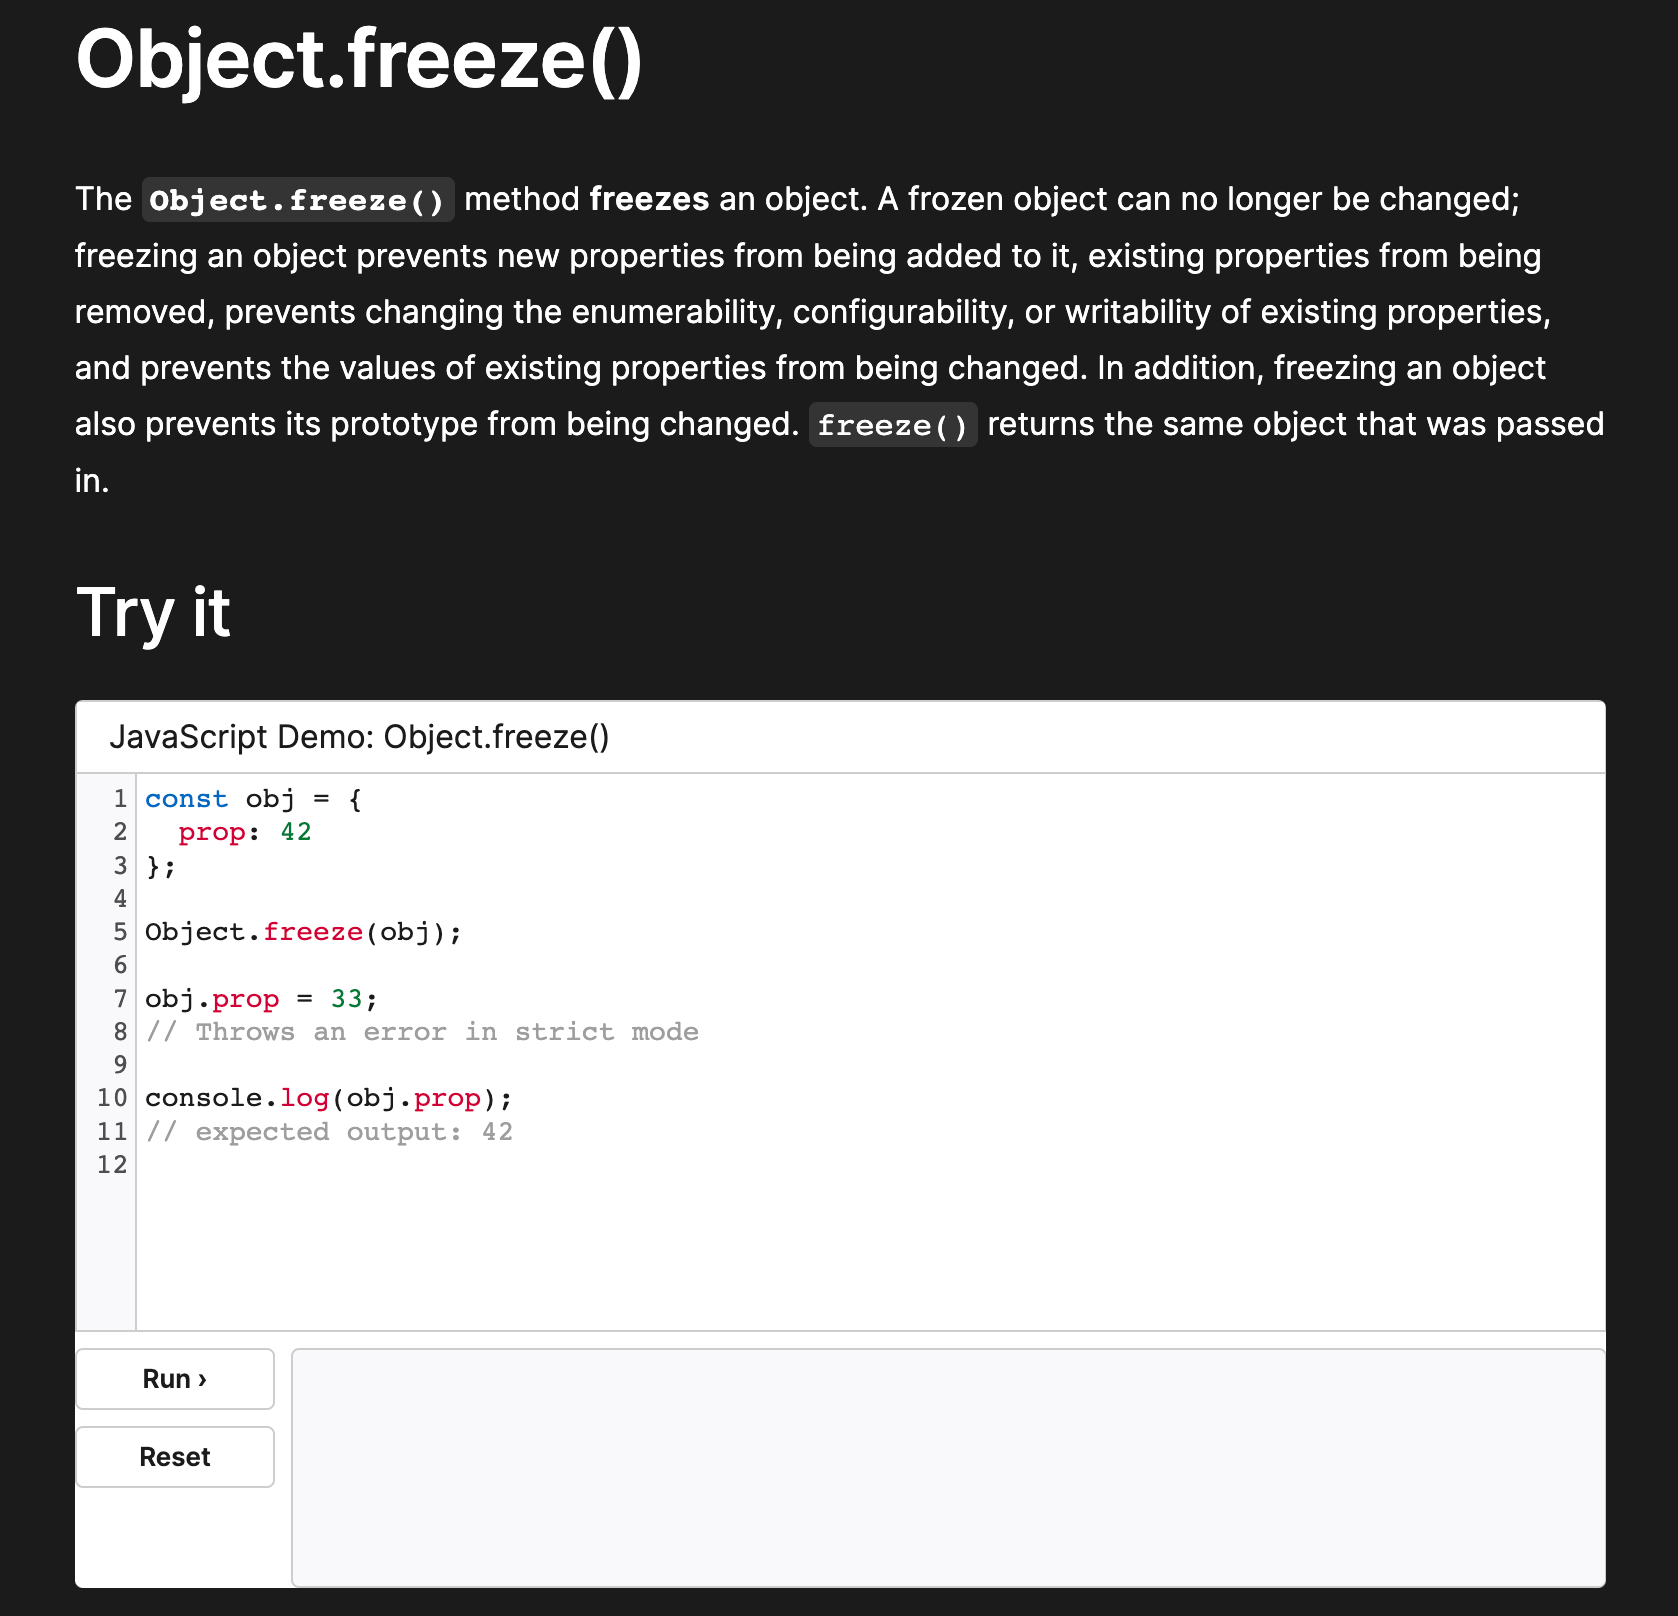 Object.freeze()
The Object.freeze() method freezes an object. A frozen object can no longer be changed;
freezing an object prevents new properties from being added to it, existing properties from being
removed, prevents changing the enumerability, configurability, or writability of existing properties,
and prevents the values of existing properties from being changed. In addition, freezing an object
also prevents its prototype from being changed. freeze() returns the same object that was passed
in.
Try it
JavaScript Demo: Object.freeze()
1 const obj = {
2   prop: 42
3 };
4
5 Object.freeze(obj);
6
7 obj.prop = 33;
8 // Throws an error in strict mode
9
10 console.log(obj.prop);
11 // expected output: 42
12
Run ›
Reset